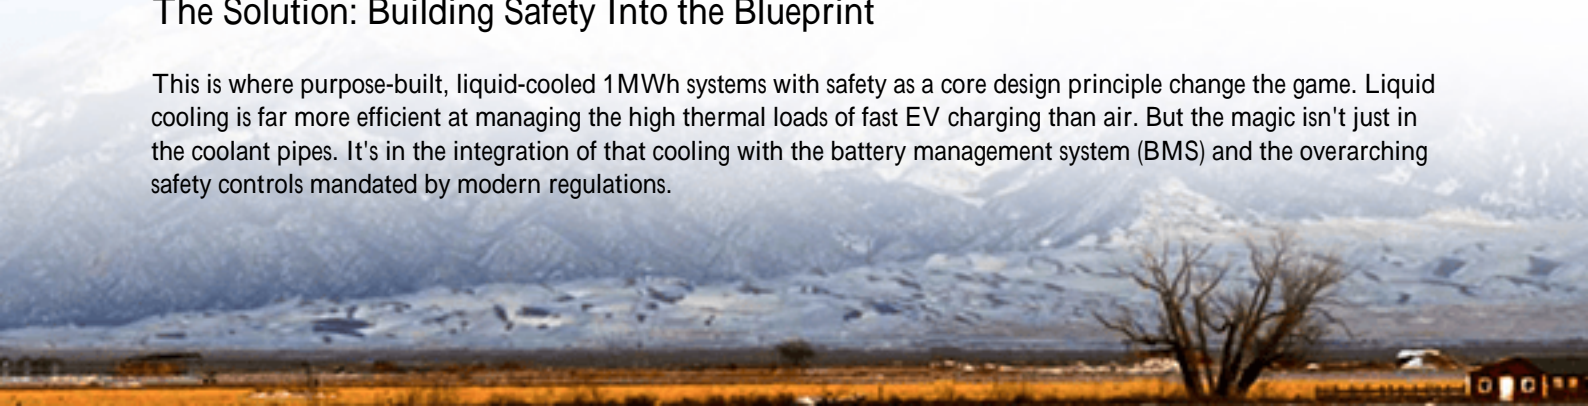 The Solution: Building Safety Into the Blueprint
This is where purpose-built, liquid-cooled 1MWh systems with safety as a core design principle change the game. Liquid
cooling is far more efficient at managing the high thermal loads of fast EV charging than air. But the magic isn't just in
the coolant pipes. It's in the integration of that cooling with the battery management system (BMS) and the overarching
safety controls mandated by modern regulations.